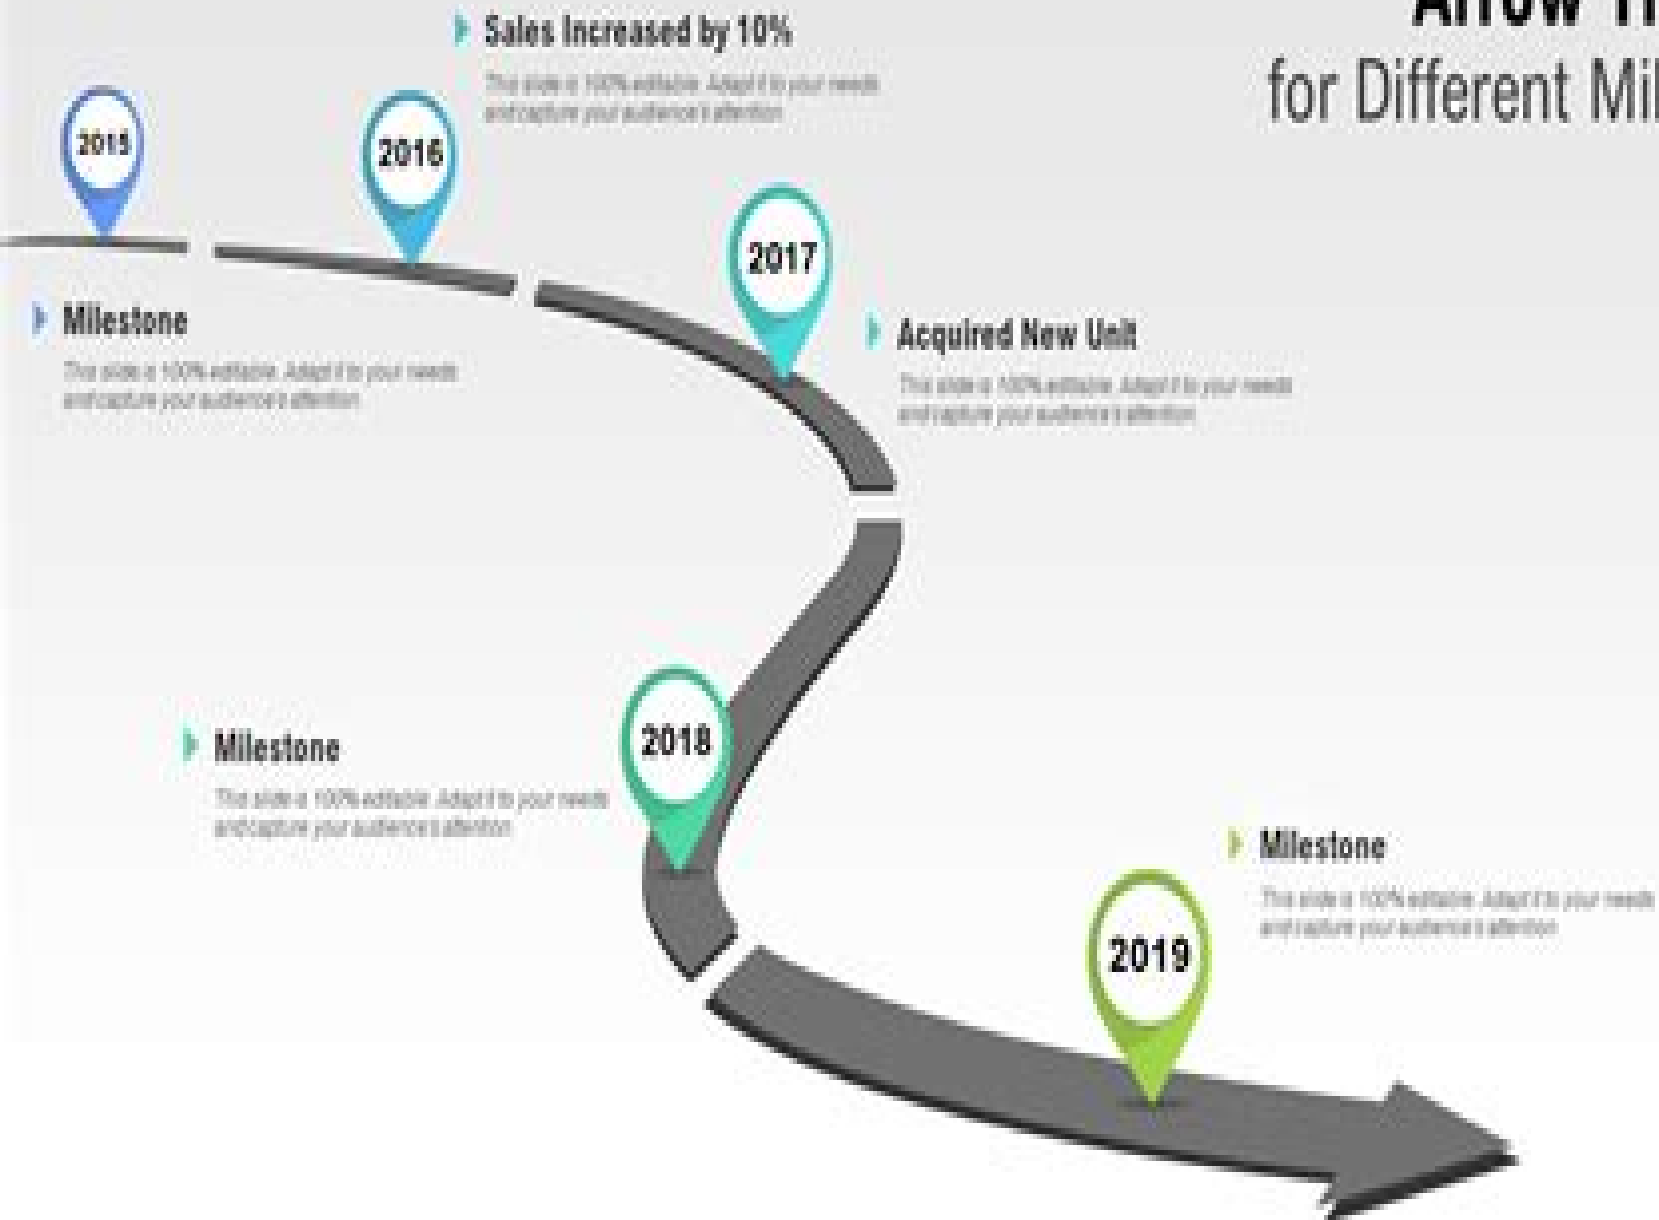 Arrow
for Different
Sales Increased by 10%
This slide is 100% editable. Adapt it to your needs
and capture your audience's attention
2015
2016
2017
Milestone
This slide is 100% editable. Adapt it to your needs
and capture your audience's attention
Acquired New Unit
This slide is 100% editable. Adapt it to your needs
and capture your audience's attention
2018
Milestone
This slide is 100% editable. Adapt it to your needs
and capture your audience's attention
Milestone
This slide is 100% editable. Adapt it to your needs
and capture your audience's attention
2019